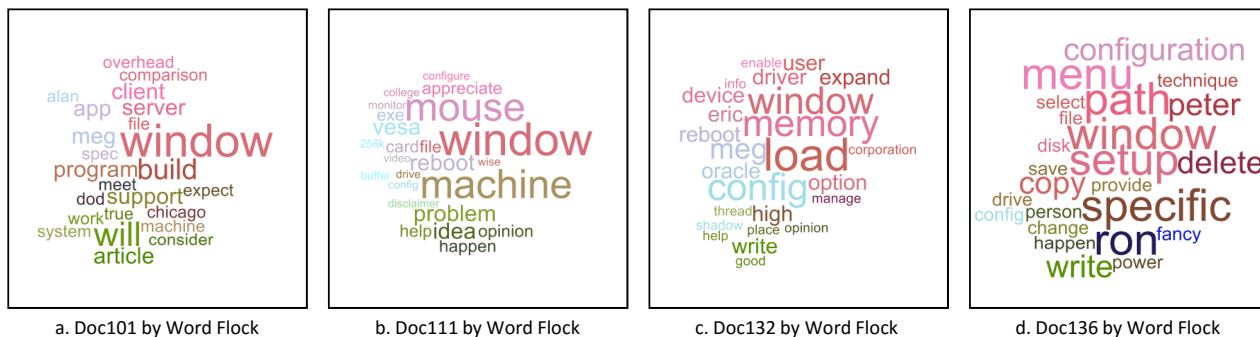 overhead
comparison
client
alan
app
server
file
meg
window
spec
program build
meet
dod support expect
work true chicago
system will machine
consider
article
a. Doc101 by Word Flock
configure
college appreciate
monitor mouse
exe
vesa
256k card file window
video reboot wise
buffer drive
config machine
disclaimer
problem
help idea opinion
happen
b. Doc111 by Word Flock
enable user
info driver expand
device window
eric memory
reboot
meg load corporation
oracle
config option
manage
thread high
shadow place opinion
help write
good
c. Doc132 by Word Flock
configuration
menu technique
select path peter
file
window
disk setup delete
save
copy provide
drive specific
config person
change
happen ron fancy
write power
d. Doc136 by Word Flock